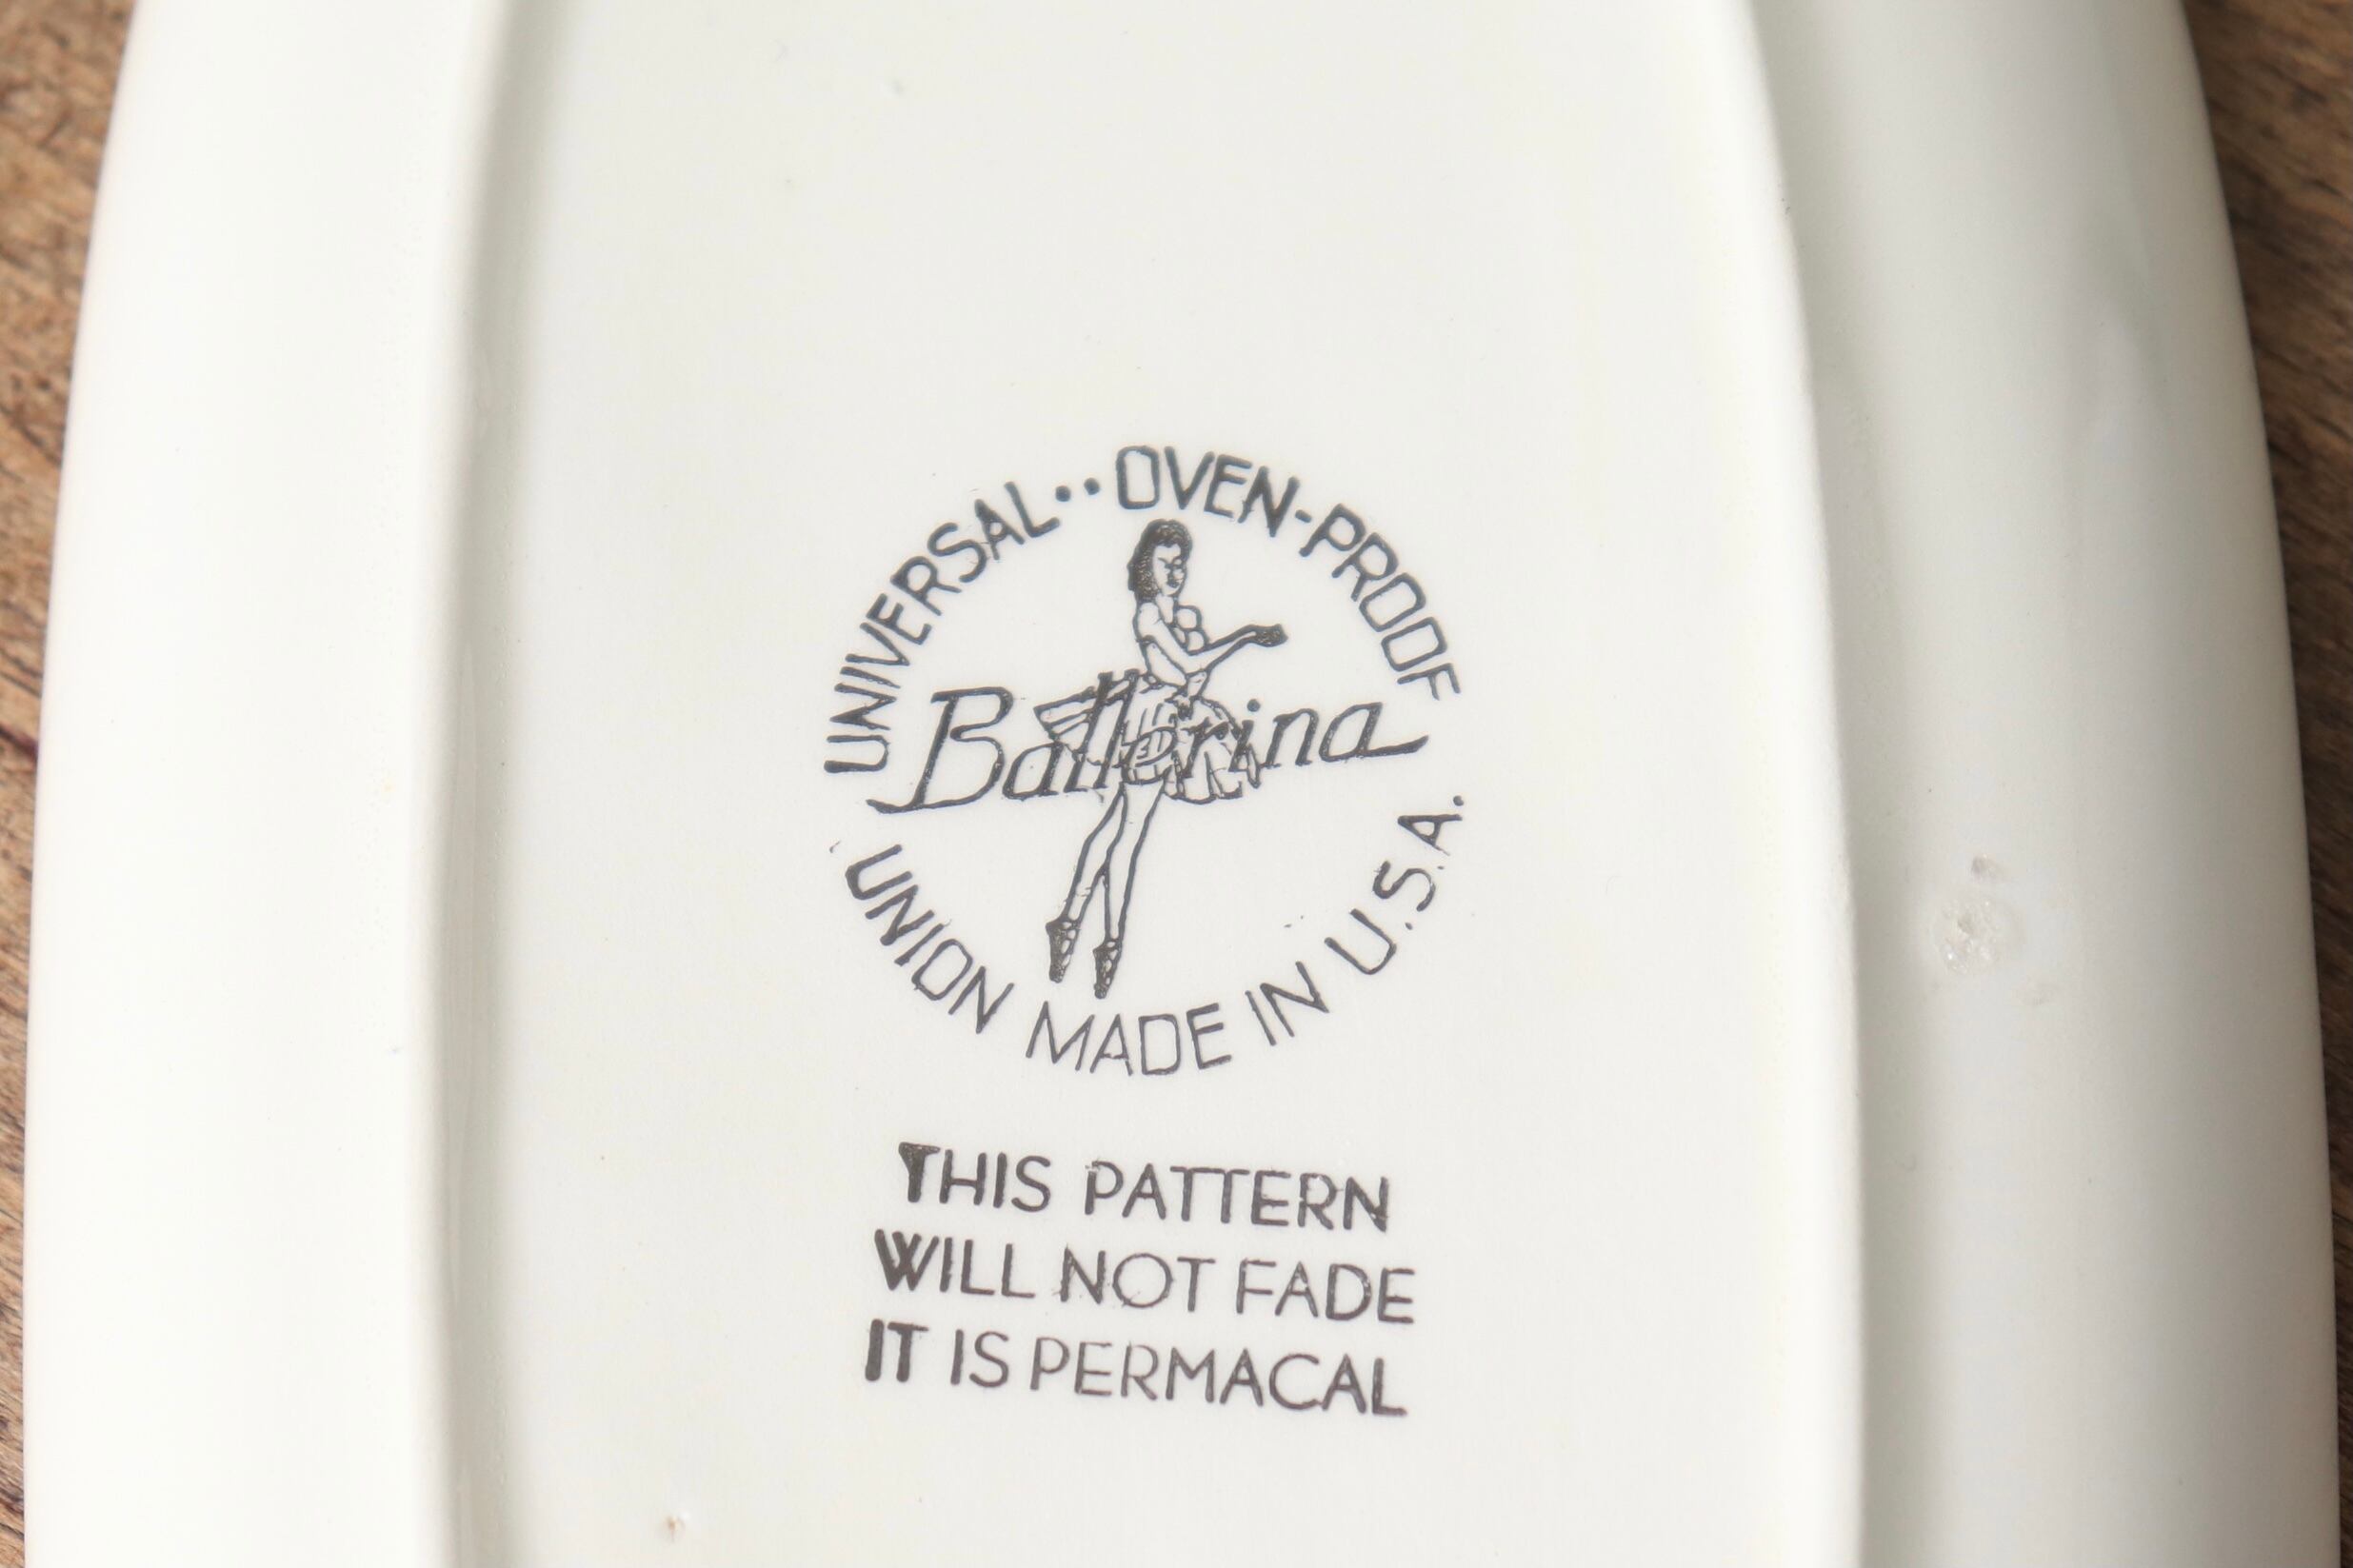 UNIVERSAL·· OVEN-PROOF
Ballerina
UNION MADE IN U.S.A.
THIS PATTERN
WILL NOT FADE
IT IS PERMACAL